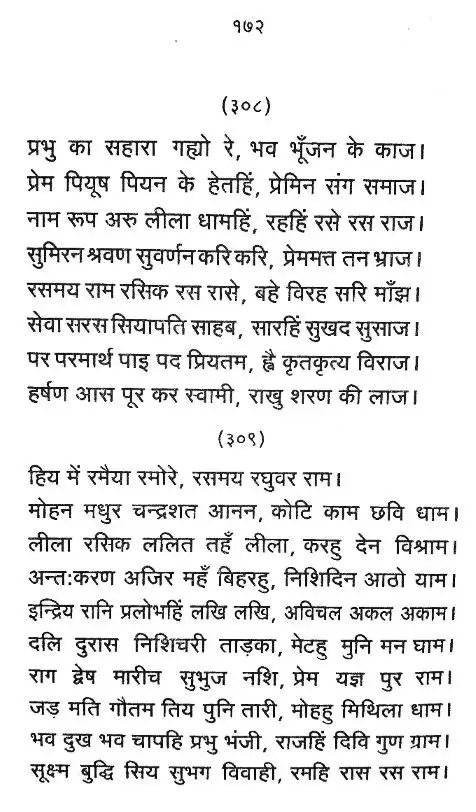 १७२
(३०८)
प्रभु का सहारा गह्यो रे, भव भूँजन के काज।
प्रेम पियूष पियन के हेतहिं, प्रेमिन संग समाज।
नाम रूप अरु लीला धामहिं, रहहिं रसे रस राज।
सुमिरन श्रवण सुवर्णन करि करि, प्रेममत्त तन भ्राज।
रसमय राम रसिक रस रासे, बहे विरह सरि माँझ।
सेवा सरस सियापति साहब, सारहिं सुखद सुसाज।
पर परमार्थ पाइ पद प्रियतम, ह्वै कृतकृत्य विराज।
हर्षण आस पूर कर स्वामी, राखु शरण की लाज।
(३०९)
हिय में रमैया रमोरे, रसमय रघुवर राम।
मोहन मधुर चन्द्रशत आनन, कोटि काम छवि धाम।
लीला रसिक ललित तहँ लीला, करहु देन विश्राम।
अन्त:करण अजिर महँ बिहरहु, निशिदिन आठो याम।
इन्द्रिय रानि प्रलोभहिं लखि लखि, अविचल अकल अकाम।
दलि दुरास निशिचरी ताड़का, मेटहु मुनि मन घाम।
राग द्वेष मारीच सुभुज नशि, प्रेम यज्ञ पुर राम।
जड़ मति गौतम तिय पुनि तारी, मोहहु मिथिला धाम।
भव दुख भव चापहि प्रभु भंजी, राजहिं दिवि गुण ग्राम।
सूक्ष्म बुद्धि सिय सुभग विवाही, रमहि रास रस राम।